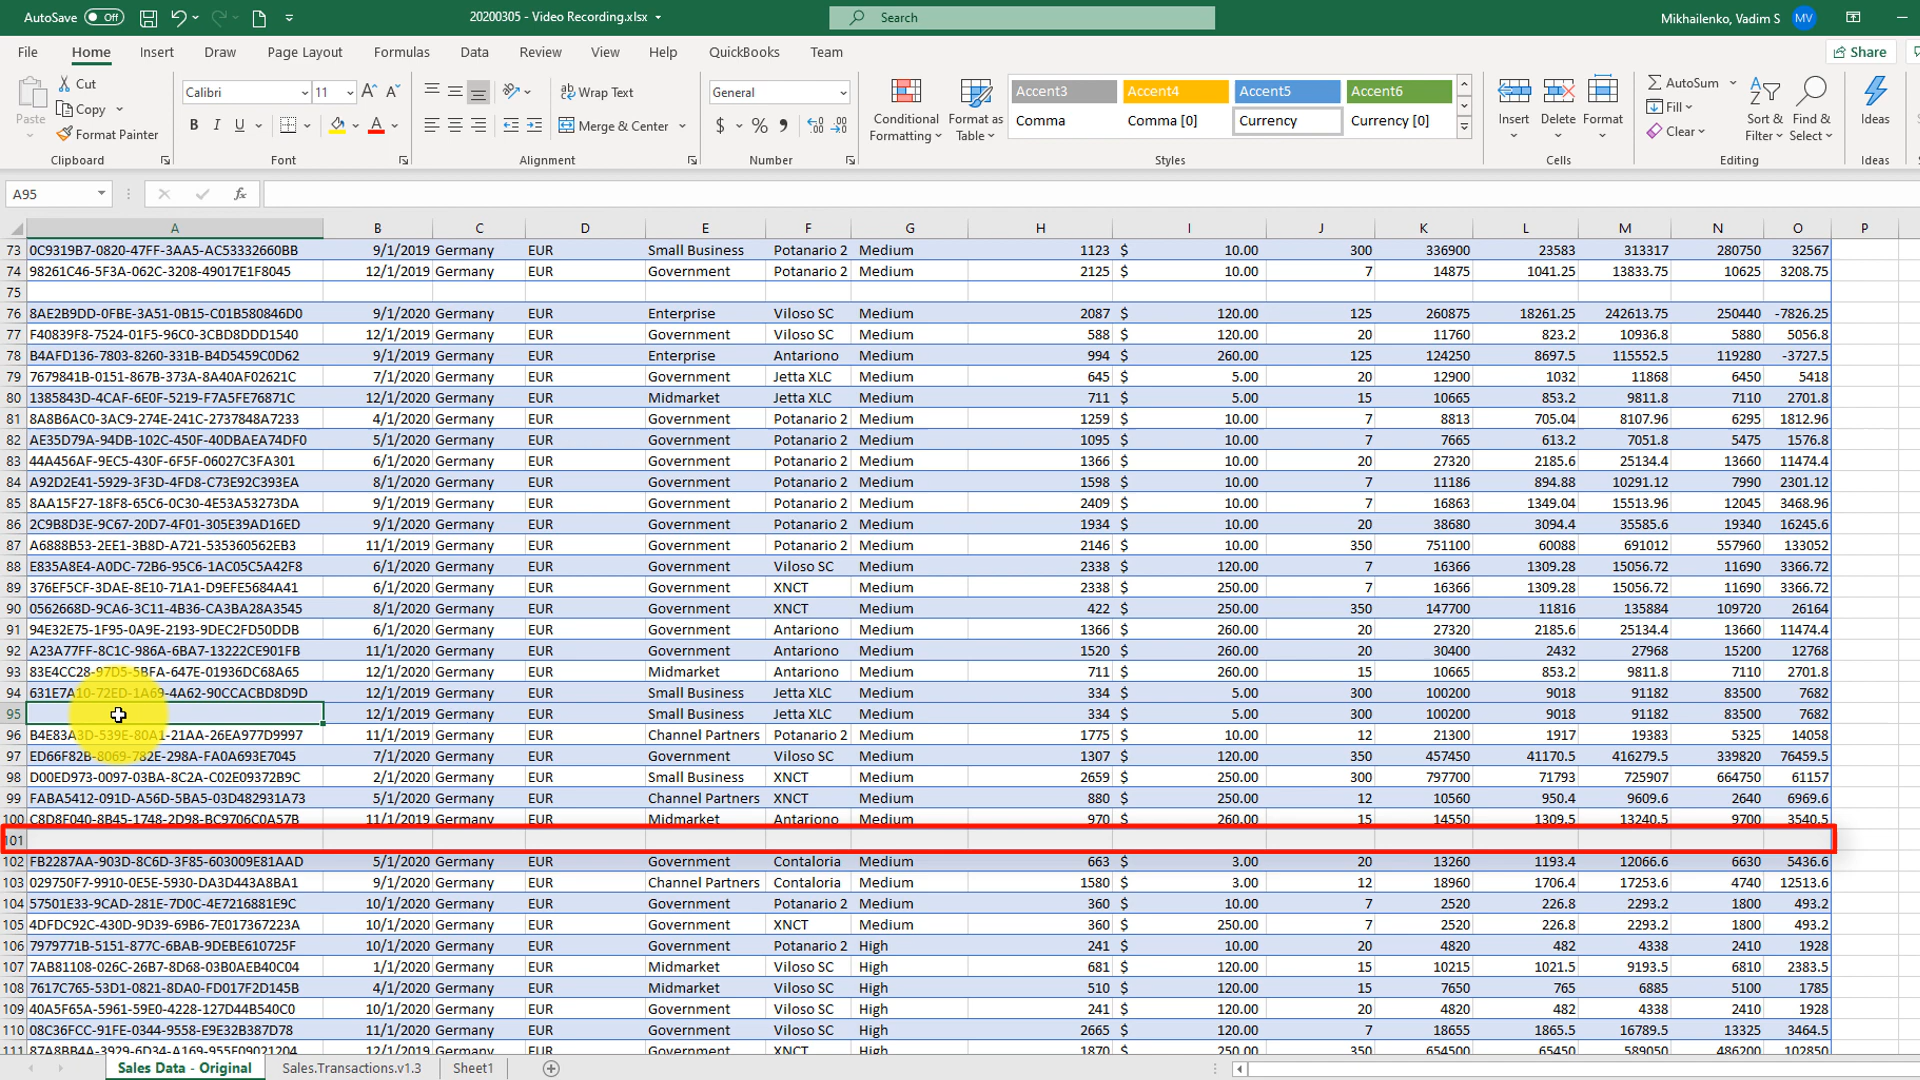 AutoSave Off 20200305 - Video Recording.xlsx Search Mikhailenko, Vadim S MV
File Home Insert Draw Page Layout Formulas Data Review View Help QuickBooks Team Share
Paste Cut Copy Format Painter Clipboard
Calibri 11 A A B I U A Font
Wrap Text Merge & Center Alignment
General $ % Number
Conditional Formatting Format as Table
Accent3 Accent4 Accent5 Accent6
Comma Comma [0] Currency Currency [0]
Styles
Insert Delete Format Cells
AutoSum Fill Clear Sort & Filter Find & Select Editing
Ideas Ideas
A95 fx
A B C D E F G H I J K L M N O P
73 0C9319B7-0820-47FF-3AA5-AC53332660BB 9/1/2019 Germany EUR Small Business Potanario 2 Medium 1123 $ 10.00 300 336900 23583 313317 280750 32567
74 98261C46-5F3A-062C-3208-49017E1F8045 12/1/2019 Germany EUR Government Potanario 2 Medium 2125 $ 10.00 7 14875 1041.25 13833.75 10625 3208.75
75
76 8AE2B9DD-0FBE-3A51-0B15-C01B580846D0 9/1/2020 Germany EUR Enterprise Viloso SC Medium 2087 $ 120.00 125 260875 18261.25 242613.75 250440 -7826.25
77 F40839F8-7524-01F5-96C0-3CBD8DDD1540 12/1/2019 Germany EUR Government Viloso SC Medium 588 $ 120.00 20 11760 823.2 10936.8 5880 5056.8
78 B4AFD136-7803-8260-331B-B4D5459C0D62 9/1/2019 Germany EUR Enterprise Antariono Medium 994 $ 260.00 125 124250 8697.5 115552.5 119280 -3727.5
79 7679841B-0151-867B-373A-8A40AF02621C 7/1/2020 Germany EUR Government Jetta XLC Medium 645 $ 5.00 20 12900 1032 11868 6450 5418
80 1385843D-4CAF-6E0F-5219-F7A5FE76871C 12/1/2020 Germany EUR Midmarket Jetta XLC Medium 711 $ 5.00 15 10665 853.2 9811.8 7110 2701.8
81 8A8B6AC0-3AC9-274E-241C-2737848A7233 4/1/2020 Germany EUR Government Potanario 2 Medium 1259 $ 10.00 7 8813 705.04 8107.96 6295 1812.96
82 AE35D79A-94DB-102C-450F-40DBAEA74DF0 5/1/2020 Germany EUR Government Potanario 2 Medium 1095 $ 10.00 7 7665 613.2 7051.8 5475 1576.8
83 44A456AF-9EC5-430F-6F5F-06027C3FA301 6/1/2020 Germany EUR Government Potanario 2 Medium 1366 $ 10.00 20 27320 2185.6 25134.4 13660 11474.4
84 A92D2E41-5929-3F3D-4FD8-C73E92C393EA 8/1/2020 Germany EUR Government Potanario 2 Medium 1598 $ 10.00 7 11186 894.88 10291.12 7990 2301.12
85 8AA15F27-18F8-65C6-0C30-4E53A53273DA 9/1/2019 Germany EUR Government Potanario 2 Medium 2409 $ 10.00 7 16863 1349.04 15513.96 12045 3468.96
86 2C9B8D3E-9C67-20D7-4F01-305E39AD16ED 9/1/2020 Germany EUR Government Potanario 2 Medium 1934 $ 10.00 20 38680 3094.4 35585.6 19340 16245.6
87 A6888B53-2EE1-3B8D-A721-535360562EB3 11/1/2019 Germany EUR Government Potanario 2 Medium 2146 $ 10.00 350 751100 60088 691012 557960 133052
88 E835A8E4-A0DC-72B6-95C6-1AC05C5A42F8 6/1/2020 Germany EUR Government Viloso SC Medium 2338 $ 120.00 7 16366 1309.28 15056.72 11690 3366.72
89 376EF5CF-3DAE-8E10-71A1-D9EFE5684A41 6/1/2020 Germany EUR Government XNCT Medium 2338 $ 250.00 7 16366 1309.28 15056.72 11690 3366.72
90 0562668D-9CA6-3C11-4B36-CA3BA28A3545 8/1/2020 Germany EUR Government XNCT Medium 422 $ 250.00 350 147700 11816 135884 109720 26164
91 94E32E75-1F95-0A9E-2193-9DEC2FD50DDB 6/1/2020 Germany EUR Government Antariono Medium 1366 $ 260.00 20 27320 2185.6 25134.4 13660 11474.4
92 A23A77FF-8C1C-986A-6BA7-13222CE901FB 11/1/2020 Germany EUR Government Antariono Medium 1520 $ 260.00 20 30400 2432 27968 15200 12768
93 83E4CC28-97D5-5BFA-647E-01936DC68A65 12/1/2020 Germany EUR Midmarket Antariono Medium 711 $ 260.00 15 10665 853.2 9811.8 7110 2701.8
94 631E7A10-72ED-1A69-4A62-90CCACBD8D9D 12/1/2019 Germany EUR Small Business Jetta XLC Medium 334 $ 5.00 300 100200 9018 91182 83500 7682
95 12/1/2019 Germany EUR Small Business Jetta XLC Medium 334 $ 5.00 300 100200 9018 91182 83500 7682
96 B4E83A3D-539E-80A1-21AA-26EA977D9997 11/1/2019 Germany EUR Channel Partners Potanario 2 Medium 1775 $ 10.00 12 21300 1917 19383 5325 14058
97 ED66F82B-8069-782E-298A-FA0A693E7045 7/1/2020 Germany EUR Government Viloso SC Medium 1307 $ 120.00 350 457450 41170.5 416279.5 339820 76459.5
98 D00ED973-0097-03BA-8C2A-C02E09372B9C 2/1/2020 Germany EUR Small Business XNCT Medium 2659 $ 250.00 300 797700 71793 725907 664750 61157
99 FABA5412-091D-A56D-5BA5-03D482931A73 5/1/2020 Germany EUR Channel Partners XNCT Medium 880 $ 250.00 12 10560 950.4 9609.6 2640 6969.6
100 C8D8F040-8B45-1748-2D98-BC9706C0A57B 11/1/2019 Germany EUR Midmarket Antariono Medium 970 $ 260.00 15 14550 1309.5 13240.5 9700 3540.5
101
102 FB2287AA-903D-8C6D-3F85-603009E81AAD 5/1/2020 Germany EUR Government Contaloria Medium 663 $ 3.00 20 13260 1193.4 12066.6 6630 5436.6
103 029750F7-9910-0E5E-5930-DA3D443A8BA1 9/1/2020 Germany EUR Channel Partners Contaloria Medium 1580 $ 3.00 12 18960 1706.4 17253.6 4740 12513.6
104 57501E33-9CAD-281E-7D0C-4E7216881E9C 10/1/2020 Germany EUR Government Potanario 2 Medium 360 $ 10.00 7 2520 226.8 2293.2 1800 493.2
105 4DFDC92C-430D-9D39-69B6-7E017367223A 10/1/2020 Germany EUR Government XNCT Medium 360 $ 250.00 7 2520 226.8 2293.2 1800 493.2
106 7979771B-5151-877C-6BAB-9DEBE610725F 10/1/2020 Germany EUR Government Potanario 2 High 241 $ 10.00 20 4820 482 4338 2410 1928
107 7AB81108-026C-26B7-8D68-03B0AEB40C04 1/1/2020 Germany EUR Midmarket Viloso SC High 681 $ 120.00 15 10215 1021.5 9193.5 6810 2383.5
108 7617C765-53D1-0821-8DA0-FD017F2D145B 4/1/2020 Germany EUR Midmarket Viloso SC High 510 $ 120.00 15 7650 765 6885 5100 1785
109 40A5F65A-5961-59E0-4228-127D44B540C0 10/1/2020 Germany EUR Government Viloso SC High 241 $ 120.00 20 4820 482 4338 2410 1928
110 08C36FCC-91FE-0344-9558-E9E32B387D78 11/1/2020 Germany EUR Government Viloso SC High 2665 $ 120.00 7 18655 1865.5 16789.5 13325 3464.5
111 87A8BB4A-3929-6D34-A169-955F09021204 12/1/2019 Germany EUR Government XNCT High 1870 $ 250.00 350 654500 65450 589050 486200 102850
Sales Data - Original Sales.Transactions.v1.3 Sheet1